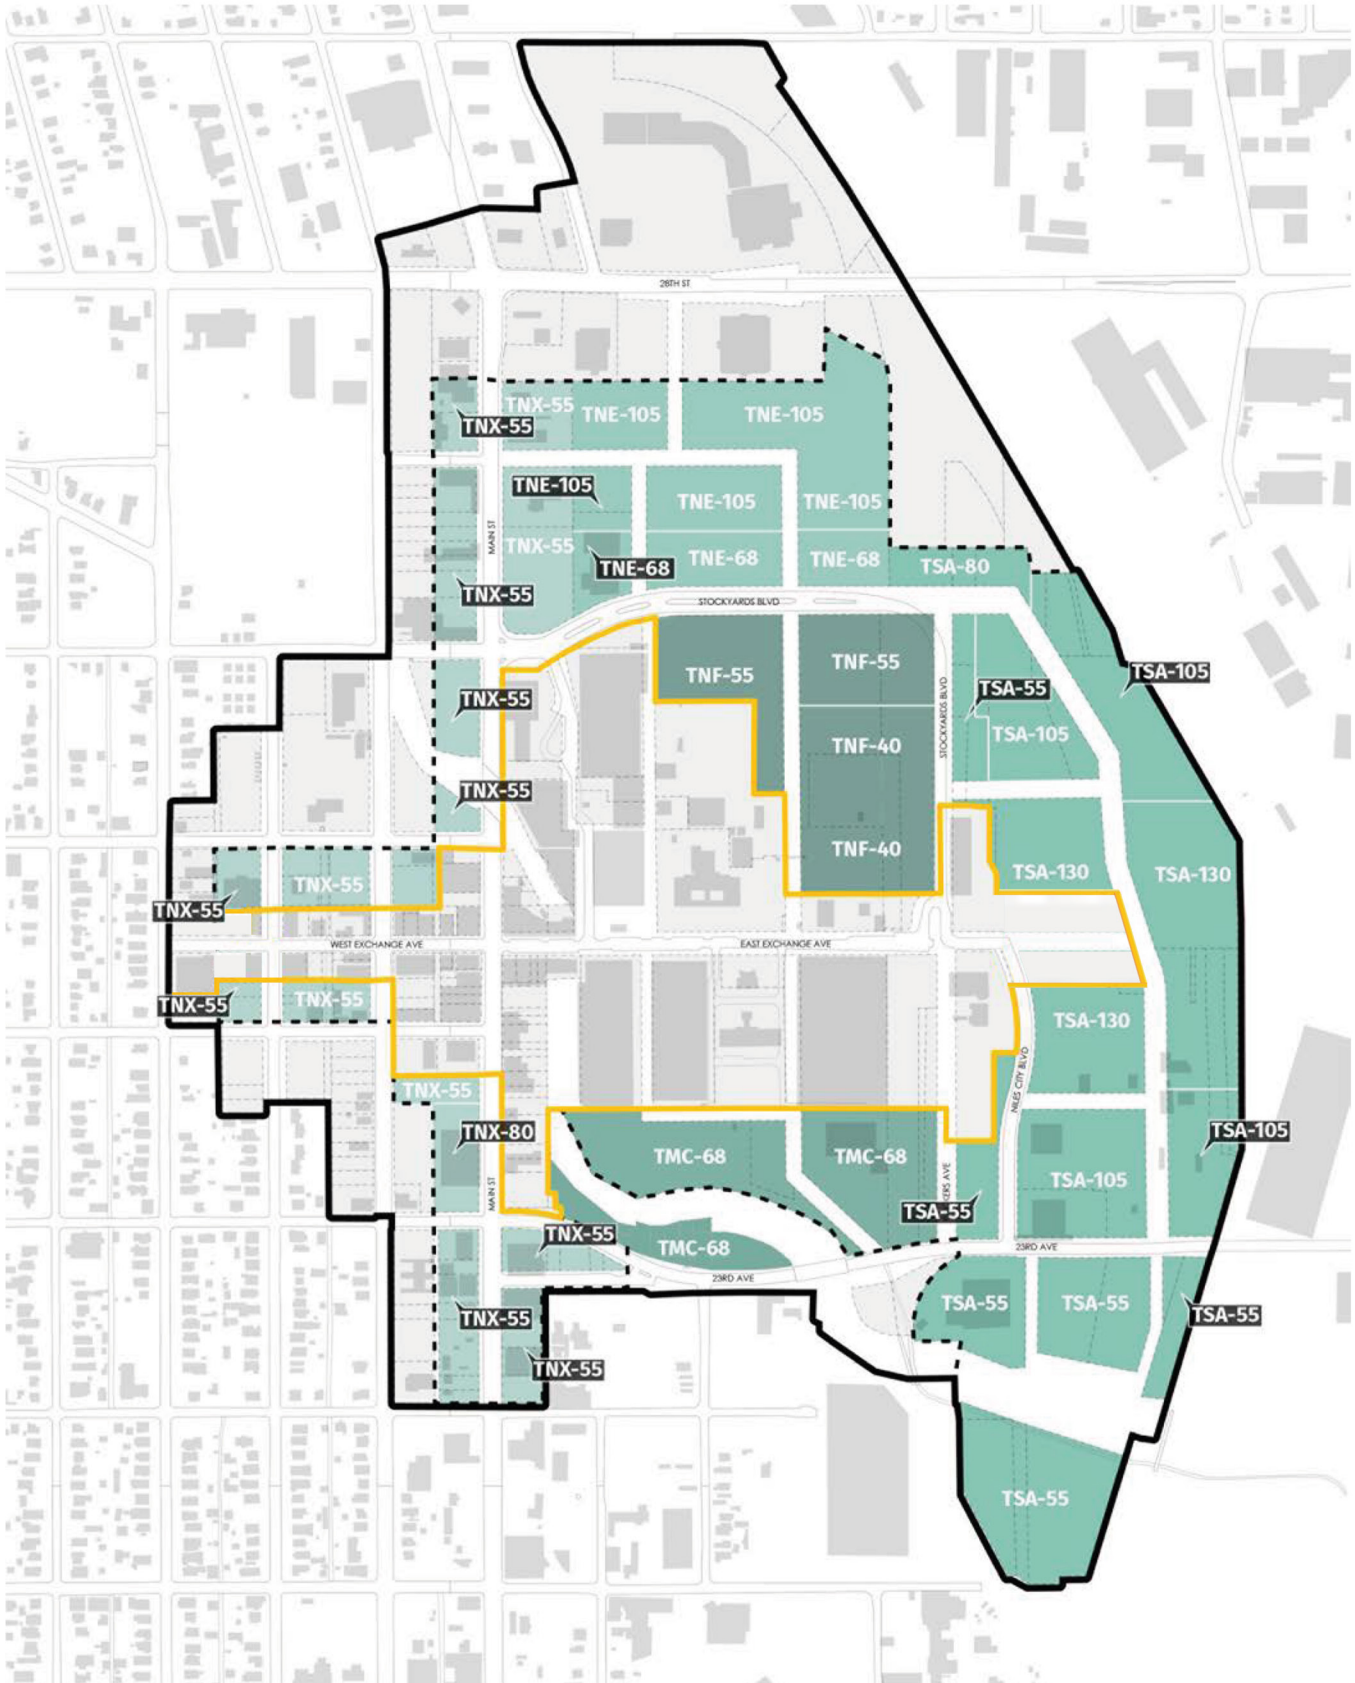 28TH ST
TNX-55
TNX-55
TNE-105
TNE-105
TNE-105
TNE-105
TNE-105
MAIN ST
TNX-55
TNE-68
TNE-68
TNE-68
TSA-80
TNX-55
STOCKYARDS BLVD
TNF-55
TNF-55
TSA-105
TSA-55
TNX-55
STOCKYARDS BLVD
TSA-105
TNF-40
TNX-55
TNF-40
TSA-130
TSA-130
TNX-55
TNX-55
WEST EXCHANGE AVE
EAST EXCHANGE AVE
TNX-55
TNX-55
TSA-130
NILES CITY BLVD
TNX-55
TNX-80
TSA-105
TMC-68
TMC-68
MAIN ST
KERS AVE
TSA-105
TSA-55
TNX-55
TMC-68
23RD AVE
23RD AVE
TSA-55
TSA-55
TSA-55
TNX-55
TNX-55
TSA-55